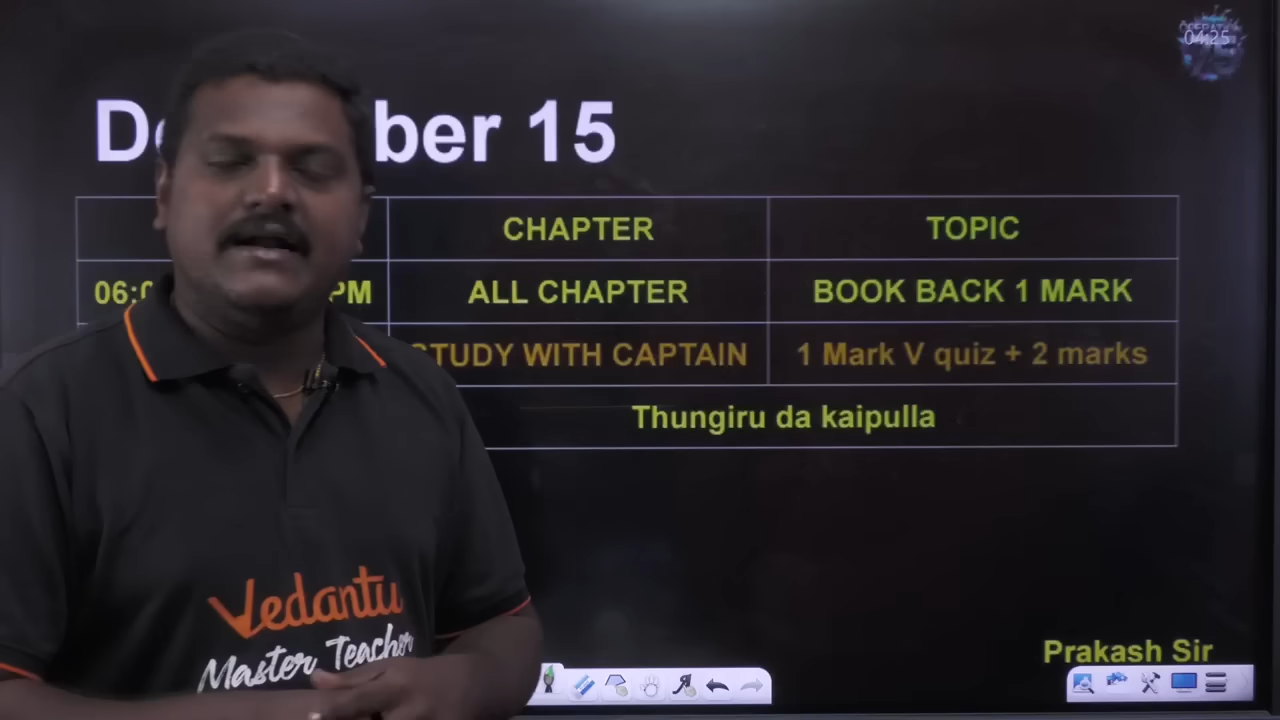 04:25
ber 15
CHAPTER TOPIC
06: PM ALL CHAPTER BOOK BACK 1 MARK
STUDY WITH CAPTAIN 1 Mark V quiz + 2 marks
Thungiru da kaipulla
Vedantu
Master Teacher
Prakash Sir